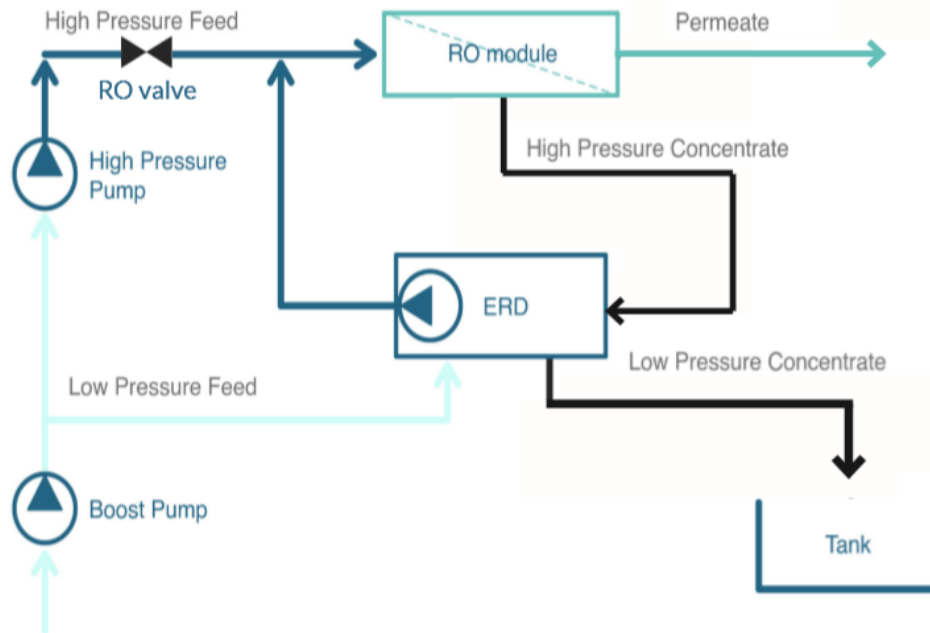 High Pressure Feed
Permeate
RO module
RO valve
High Pressure Concentrate
High Pressure
Pump
ERD
Low Pressure Concentrate
Low Pressure Feed
Boost Pump
Tank